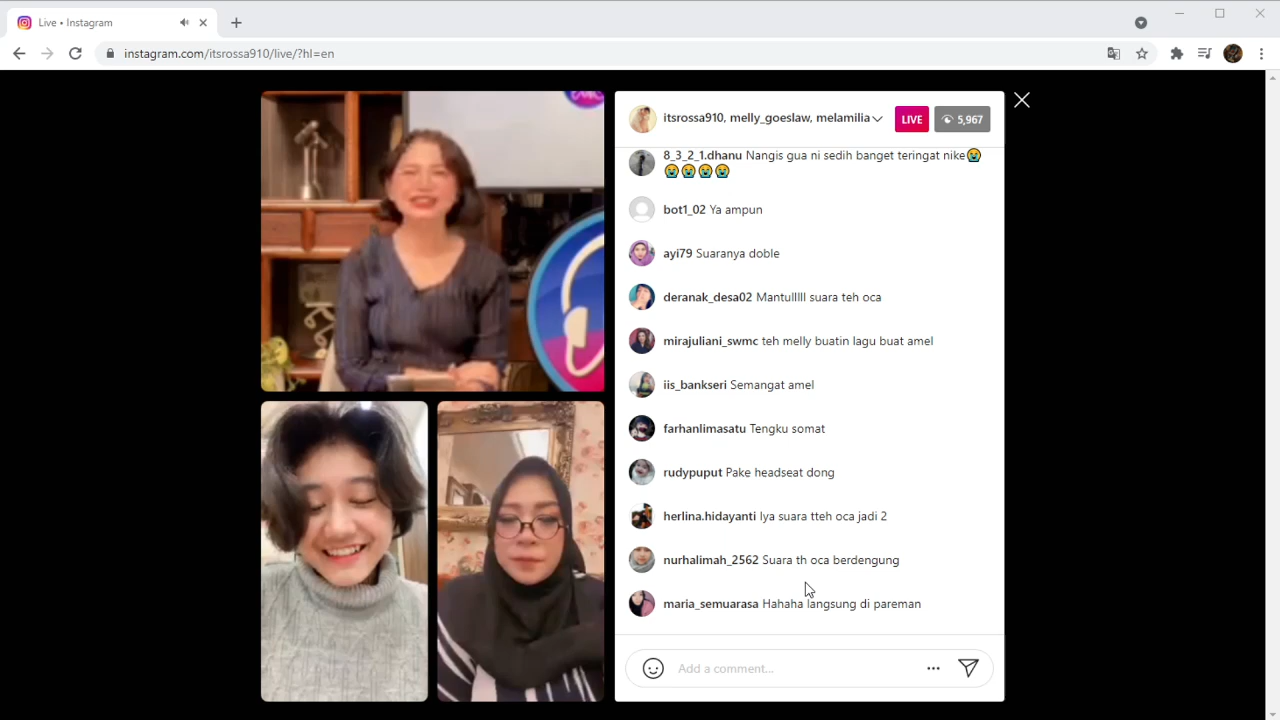 Live • Instagram
instagram.com/itsrossa910/live/?hl=en
itsrossa910, melly_goeslaw, melamilia
LIVE
5,967
8_3_2_1.dhanu Nangis gua ni sedih banget teringat nike😭
😭😭😭😭
bot1_02 Ya ampun
ayi79 Suaranya doble
deranak_desa02 Mantulllll suara teh oca
mirajuliani_swmc teh melly buatin lagu buat amel
iis_bankseri Semangat amel
farhanlimasatu Tengku somat
rudypuput Pake headseat dong
herlina.hidayanti Iya suara tteh oca jadi 2
nurhalimah_2562 Suara th oca berdengung
maria_semuarasa Hahaha langsung di pareman
Add a comment...